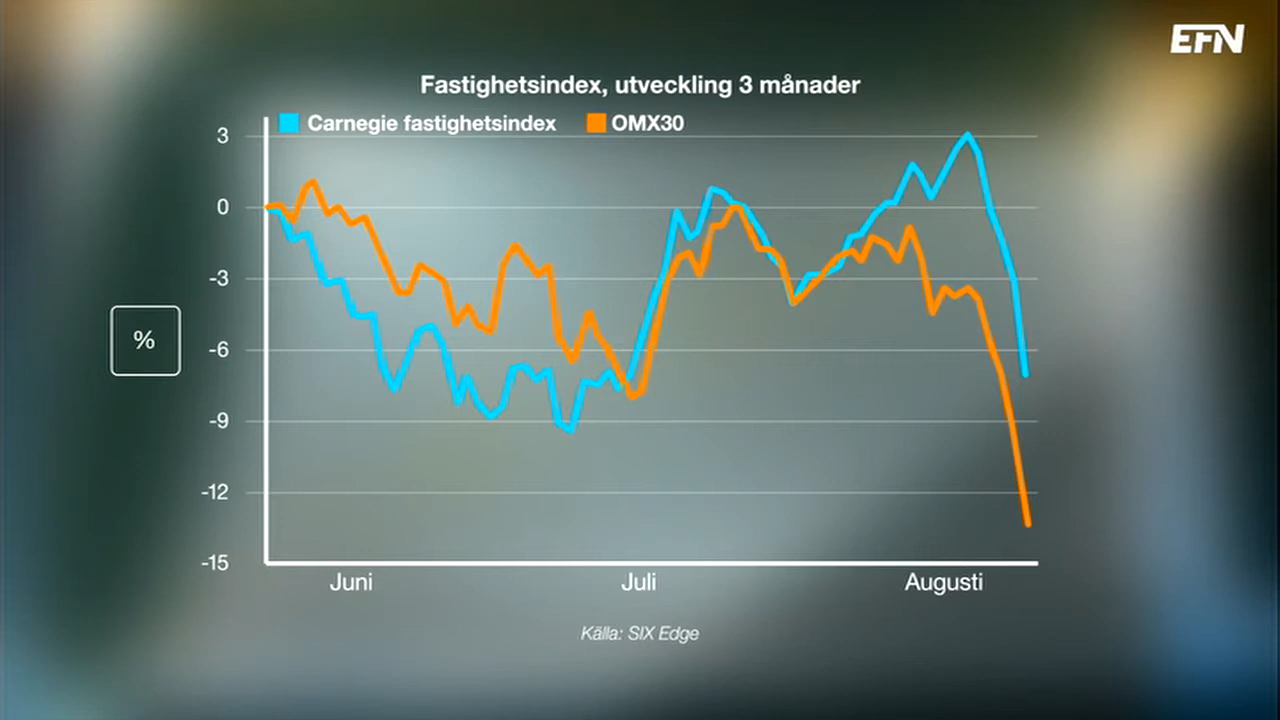 EFN
Fastighetsindex, utveckling 3 månader
Carnegie fastighetsindex OMX30
3
0
-3
%
-6
-9
-12
-15
Juni Juli Augusti
Källa: SIX Edge